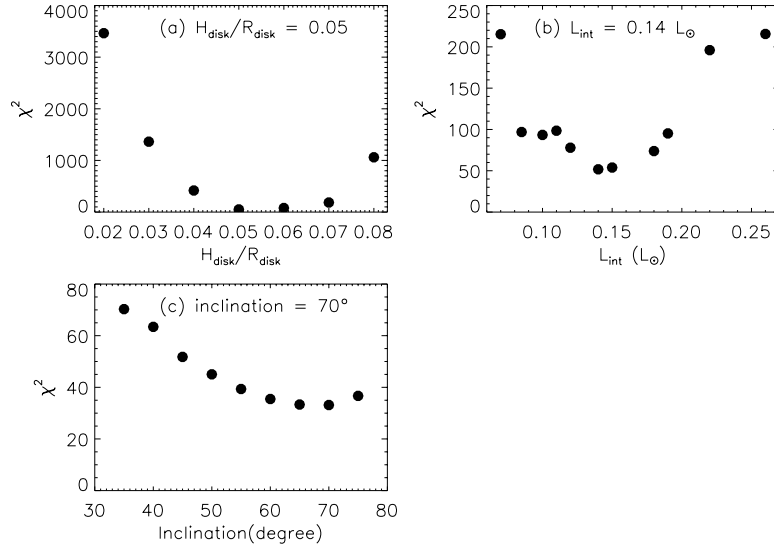 (a) H_disk/R_disk = 0.05
4000
3000
2000
1000
0
χ²
0.02 0.03 0.04 0.05 0.06 0.07 0.08
H_disk/R_disk
(b) L_int = 0.14 L_⊙
250
200
150
100
50
0
χ²
0.10 0.15 0.20 0.25
L_int (L_⊙)
(c) inclination = 70°
80
60
40
20
0
χ²
30 40 50 60 70 80
Inclination(degree)